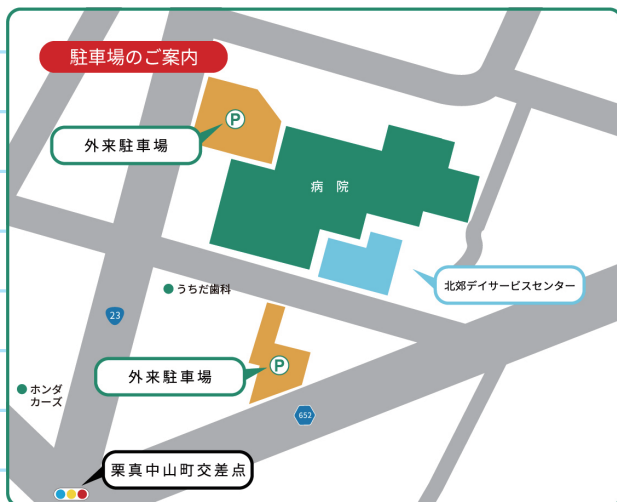 駐車場のご案内
P
外来駐車場
病 院
北郊デイサービスセンター
うちだ歯科
23
外来駐車場
P
ホンダ
カーズ
652
栗真中山町交差点